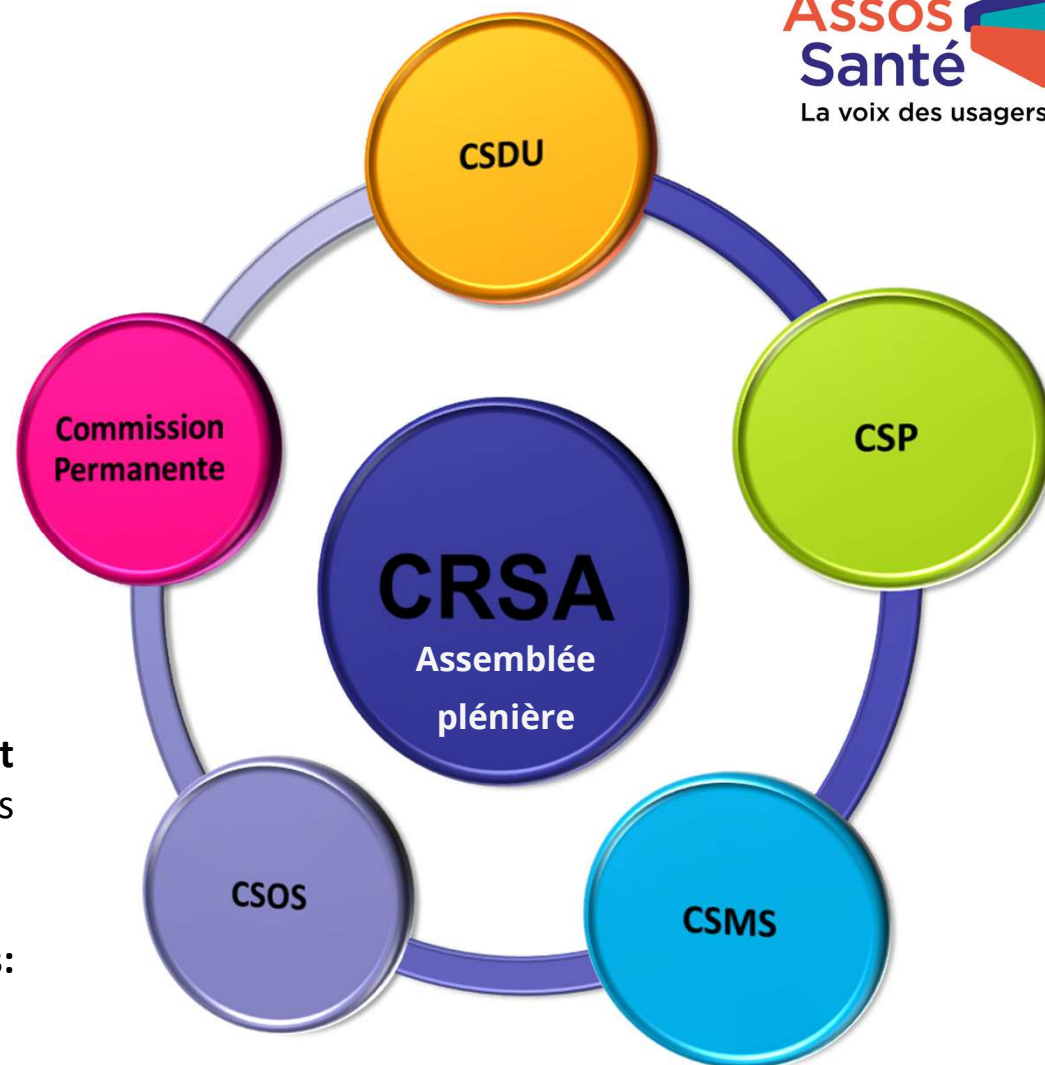 Assos
Santé
La voix des usagers
CSDU
Commission
Permanente
CSP
CRSA
Assemblée
plénière
t
s
CSOS
CSMS
s: